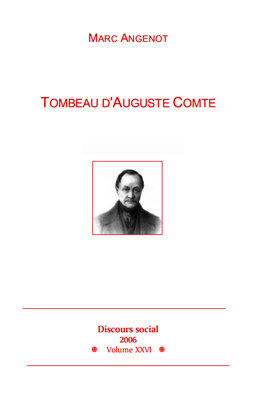 MARC ANGENOT
TOMBEAU D'AUGUSTE COMTE
Discours social
2006
Volume XXVI